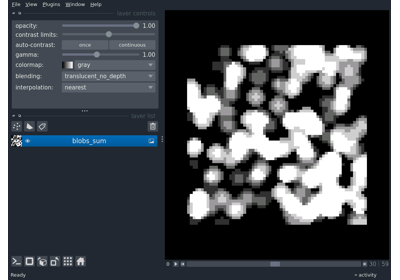 File View Plugins Window Help
layer controls
opacity: 1.00
contrast limits:
auto-contrast: once continuous
gamma: 1.00
colormap: gray
blending: translucent_no_depth
interpolation: nearest
layer list
blobs_sum
30 59
Ready
activity